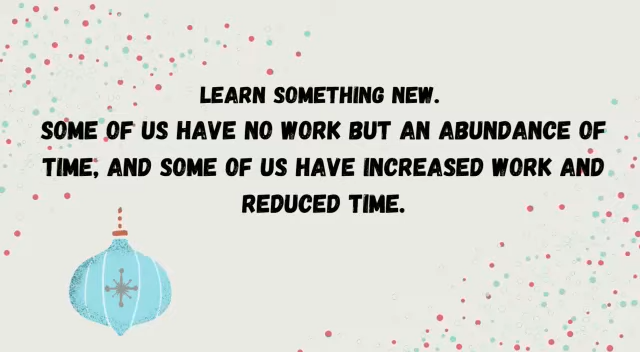 LEARN SOMETHING NEW.
SOME OF US HAVE NO WORK BUT AN ABUNDANCE OF
TIME, AND SOME OF US HAVE INCREASED WORK AND
REDUCED TIME.